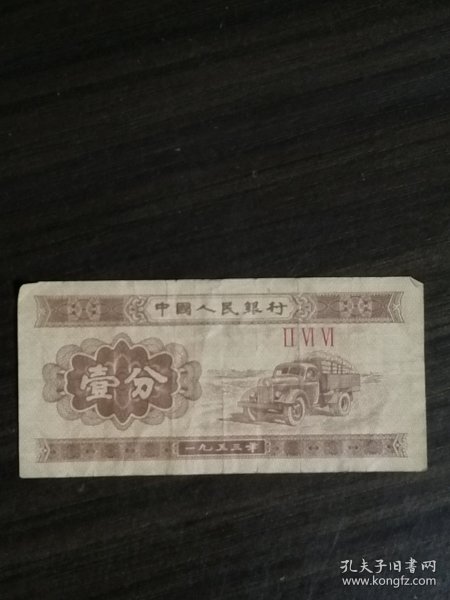 中國人民銀行
II VI VI
壹分
一九五三年
孔夫子旧书网
www.kongfz.com